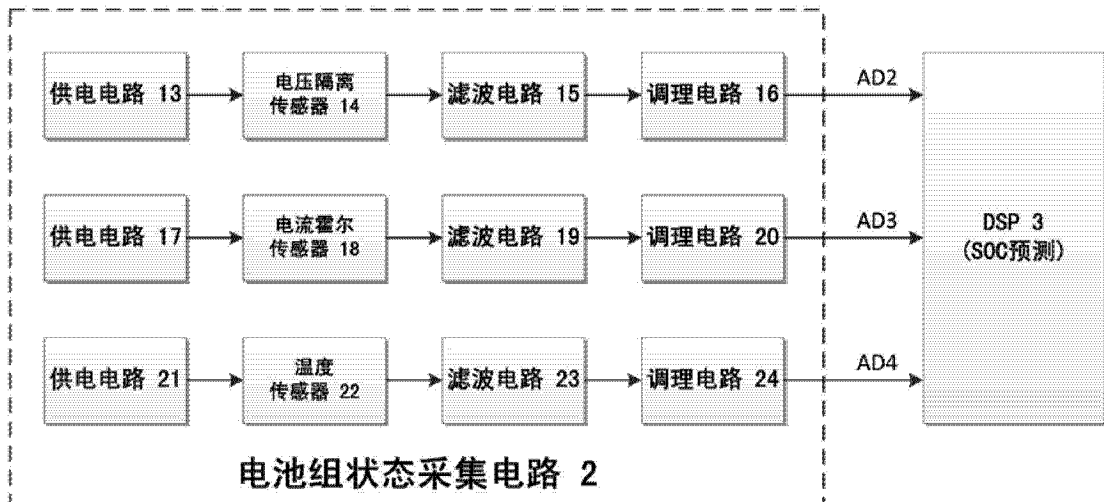 供电电路 13
电压隔离
传感器 14
滤波电路 15
调理电路 16
AD2
供电电路 17
电流霍尔
传感器 18
滤波电路 19
调理电路 20
AD3
DSP 3
(SOC预测)
供电电路 21
温度
传感器 22
滤波电路 23
调理电路 24
AD4
电池组状态采集电路 2